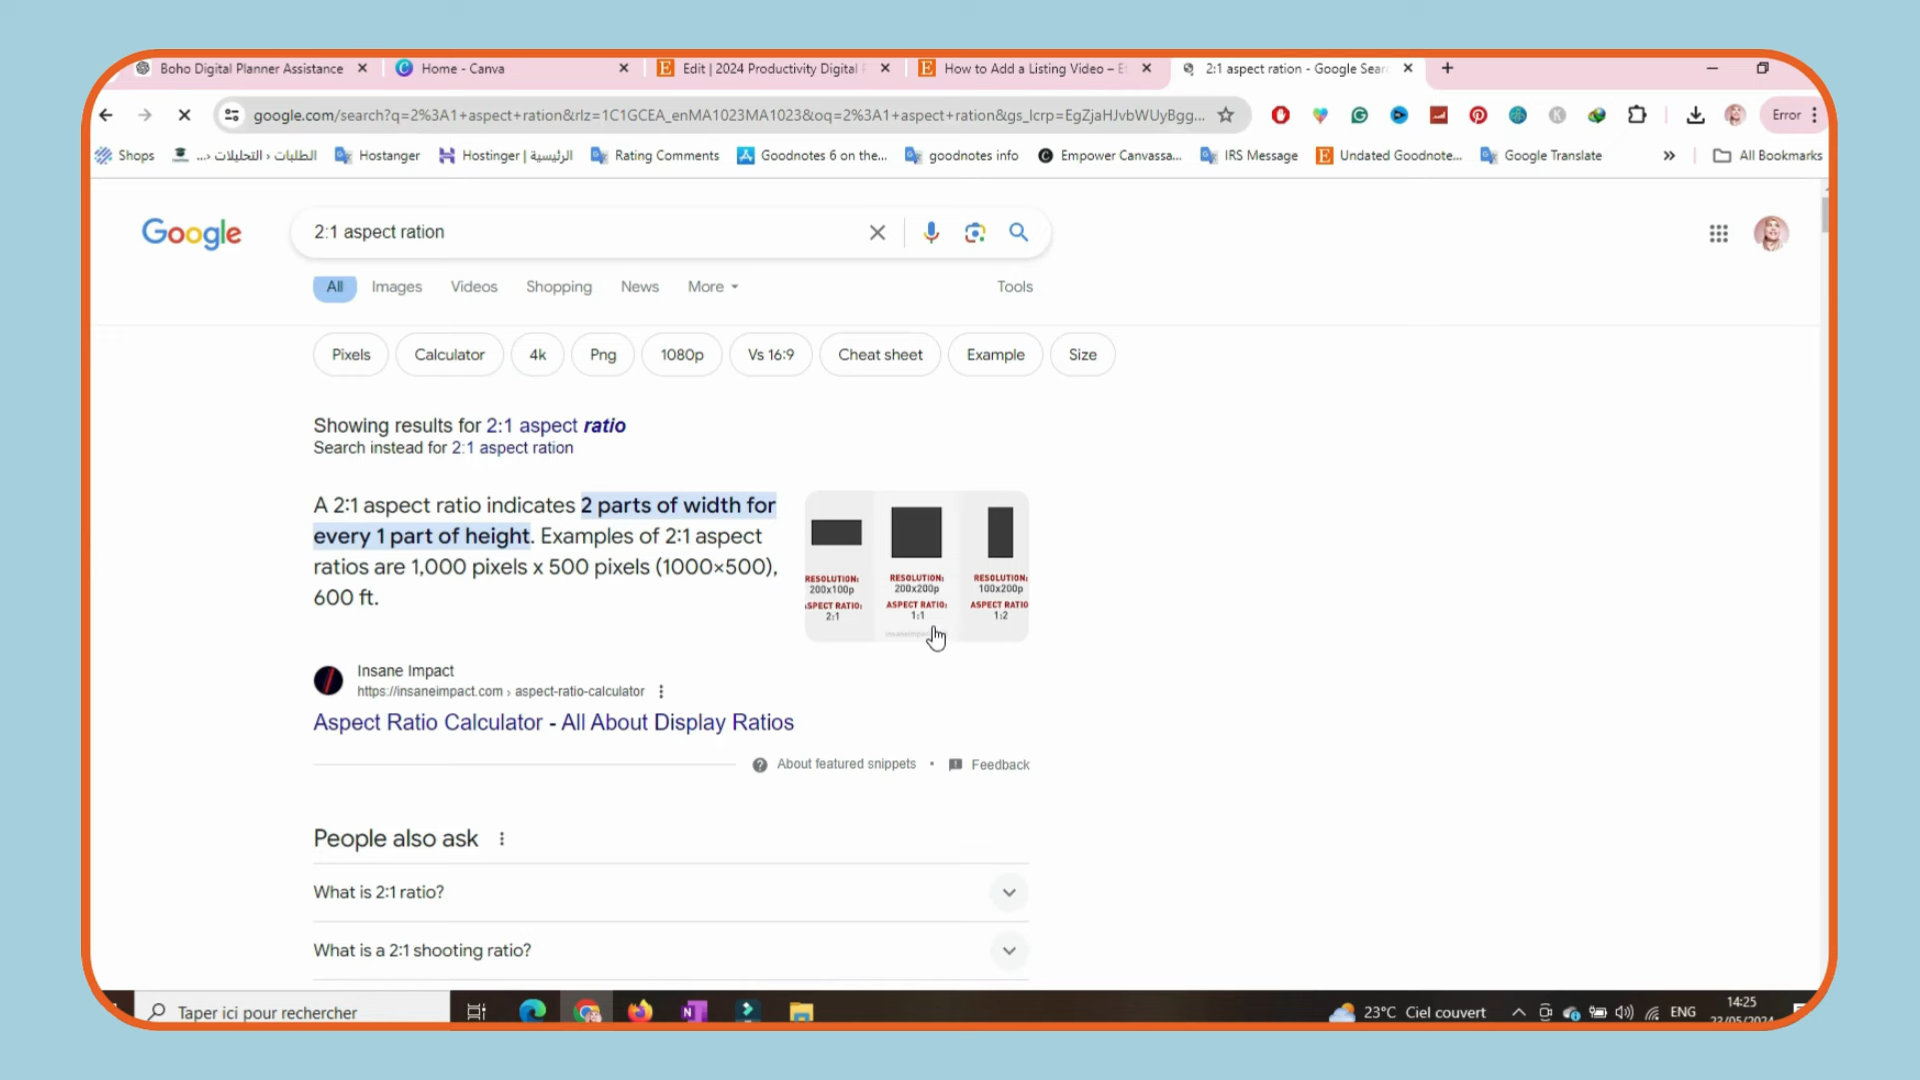 Boho Digital Planner Assistance
Home - Canva
Edit | 2024 Productivity Digital
How to Add a Listing Video – E
2:1 aspect ration - Google Sear
google.com/search?q=2%3A1+aspect+ration&rlz=1C1GCEA_enMA1023MA1023&oq=2%3A1+aspect+ration&gs_lcrp=EgZjaHJvbWUyBgg...
Error
Shops
الطلبات ‹ التحليلات ‹...
Hostanger
Hostinger | الرئيسية
Rating Comments
Goodnotes 6 on the...
goodnotes info
Empower Canvassa...
IRS Message
Undated Goodnote...
Google Translate
All Bookmarks
Google
2:1 aspect ration
All
Images
Videos
Shopping
News
More
Tools
Pixels
Calculator
4k
Png
1080p
Vs 16:9
Cheat sheet
Example
Size
Showing results for 2:1 aspect ratio
Search instead for 2:1 aspect ration
A 2:1 aspect ratio indicates 2 parts of width for
every 1 part of height. Examples of 2:1 aspect
ratios are 1,000 pixels x 500 pixels (1000×500),
600 ft.
RESOLUTION:
200x100p
ASPECT RATIO:
2:1
RESOLUTION:
200x200p
ASPECT RATIO:
1:1
RESOLUTION:
100x200p
ASPECT RATIO
1:2
Insane Impact
https://insaneimpact.com › aspect-ratio-calculator
Aspect Ratio Calculator - All About Display Ratios
About featured snippets
•
Feedback
People also ask
What is 2:1 ratio?
What is a 2:1 shooting ratio?
Taper ici pour rechercher
23°C Ciel couvert
ENG
14:25
22/05/2024